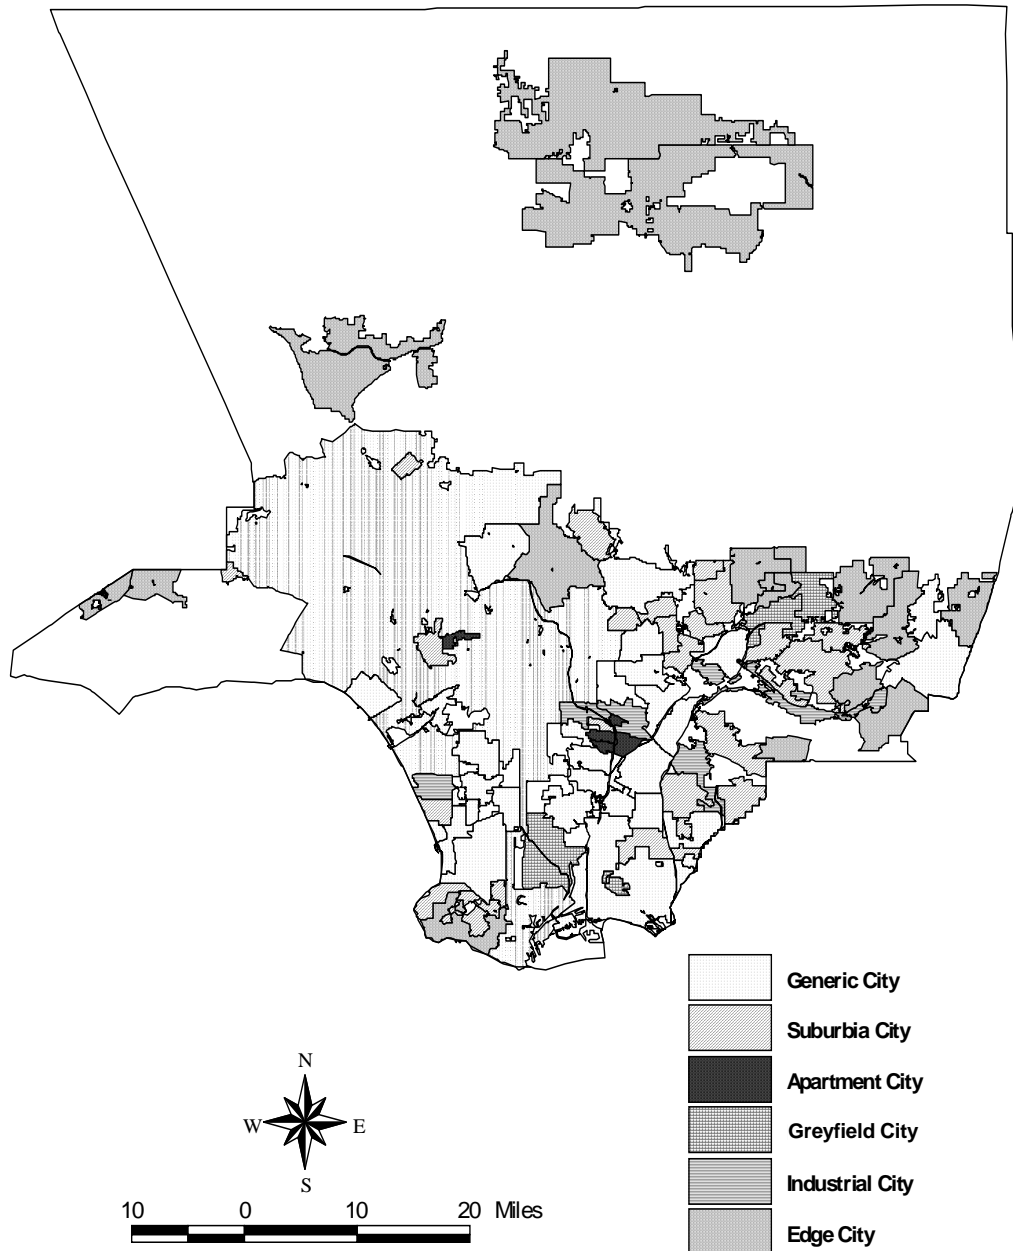 Generic City
Suburbia City
Apartment City
Greyfield City
Industrial City
Edge City
N
W E
S
10 0 10 20 Miles